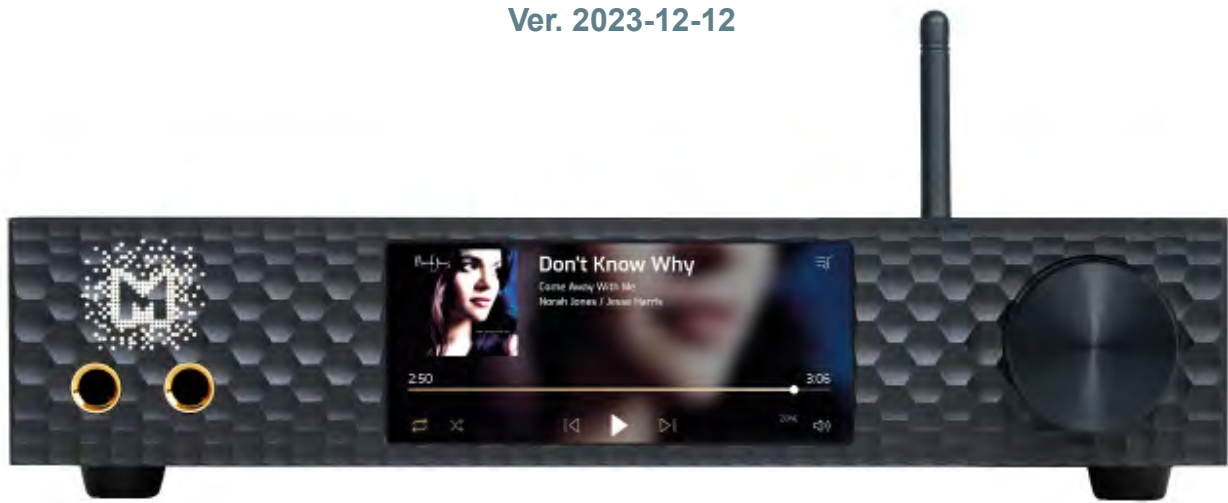 Ver. 2023-12-12
M
Don't Know Why
Come Away With Me
Norah Jones / Jesse Harris
2:50
3:06